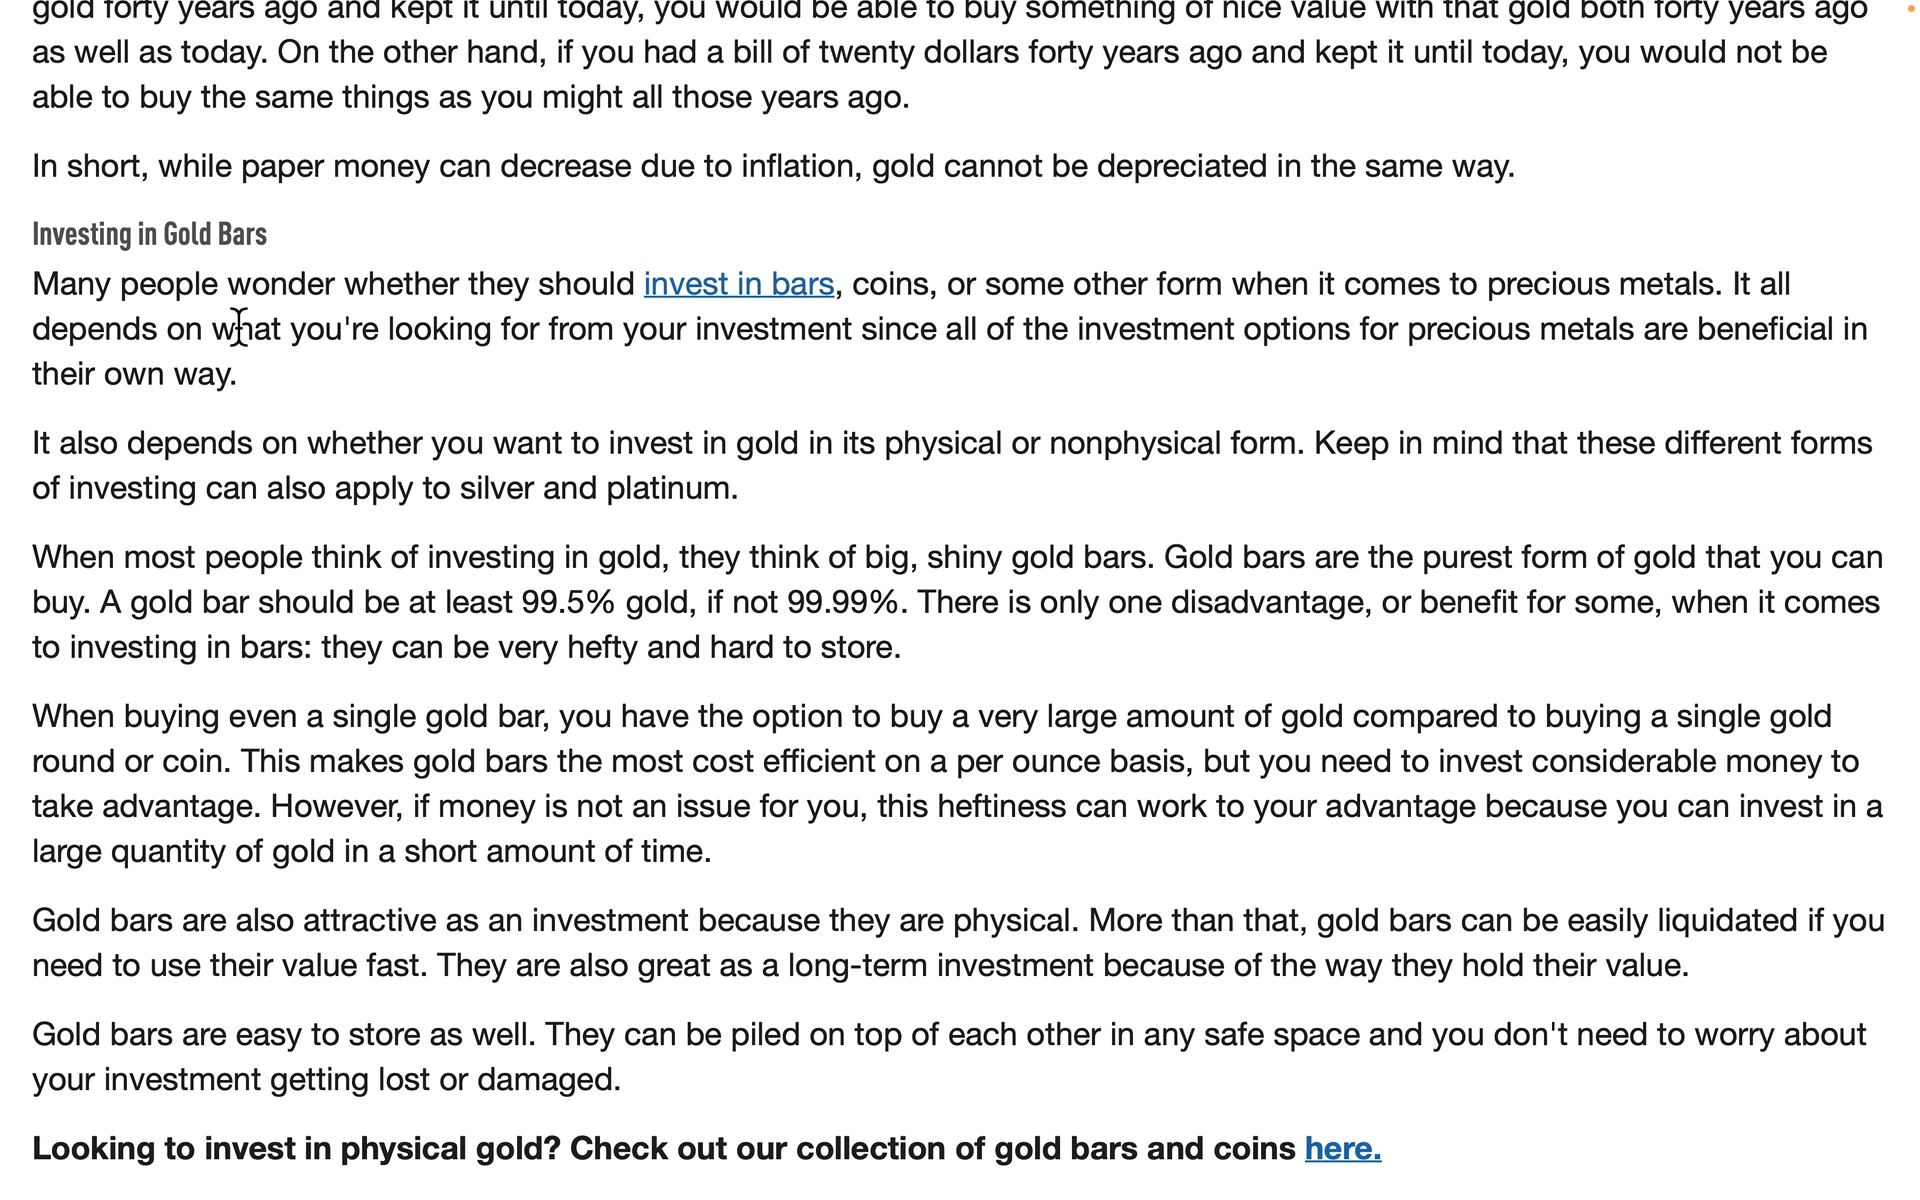 gold forty years ago and kept it until today, you would be able to buy something of nice value with that gold both forty years ago
as well as today. On the other hand, if you had a bill of twenty dollars forty years ago and kept it until today, you would not be
able to buy the same things as you might all those years ago.
In short, while paper money can decrease due to inflation, gold cannot be depreciated in the same way.
Investing in Gold Bars
Many people wonder whether they should invest in bars, coins, or some other form when it comes to precious metals. It all
depends on what you're looking for from your investment since all of the investment options for precious metals are beneficial in
their own way.
It also depends on whether you want to invest in gold in its physical or nonphysical form. Keep in mind that these different forms
of investing can also apply to silver and platinum.
When most people think of investing in gold, they think of big, shiny gold bars. Gold bars are the purest form of gold that you can
buy. A gold bar should be at least 99.5% gold, if not 99.99%. There is only one disadvantage, or benefit for some, when it comes
to investing in bars: they can be very hefty and hard to store.
When buying even a single gold bar, you have the option to buy a very large amount of gold compared to buying a single gold
round or coin. This makes gold bars the most cost efficient on a per ounce basis, but you need to invest considerable money to
take advantage. However, if money is not an issue for you, this heftiness can work to your advantage because you can invest in a
large quantity of gold in a short amount of time.
Gold bars are also attractive as an investment because they are physical. More than that, gold bars can be easily liquidated if you
need to use their value fast. They are also great as a long-term investment because of the way they hold their value.
Gold bars are easy to store as well. They can be piled on top of each other in any safe space and you don't need to worry about
your investment getting lost or damaged.
Looking to invest in physical gold? Check out our collection of gold bars and coins here.